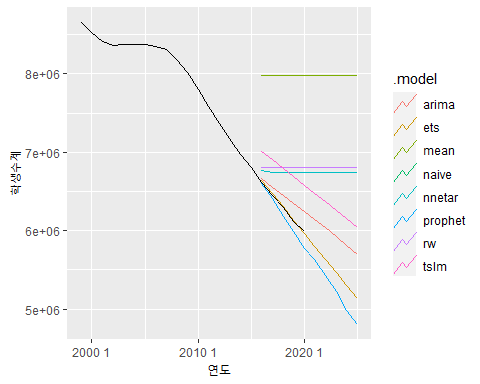 8e+06
7e+06
6e+06
5e+06
학생수계
2000 1
2010 1
2020 1
연도
.model
arima
ets
mean
naive
nnetar
prophet
rw
tslm